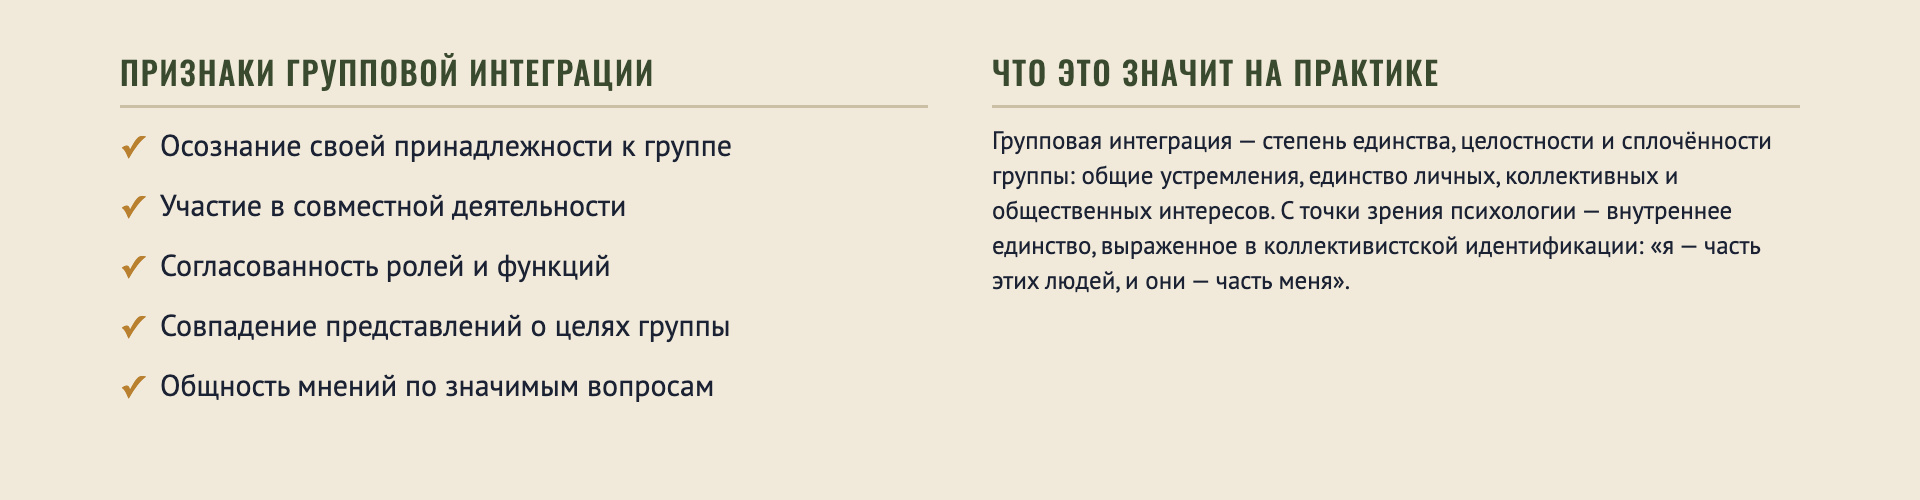 ПРИЗНАКИ ГРУППОВОЙ ИНТЕГРАЦИИ
✓ Осознание своей принадлежности к группе
✓ Участие в совместной деятельности
✓ Согласованность ролей и функций
✓ Совпадение представлений о целях группы
✓ Общность мнений по значимым вопросам
ЧТО ЭТО ЗНАЧИТ НА ПРАКТИКЕ
Групповая интеграция — степень единства, целостности и сплочённости
группы: общие устремления, единство личных, коллективных и
общественных интересов. С точки зрения психологии — внутреннее
единство, выраженное в коллективистской идентификации: «я — часть
этих людей, и они — часть меня».